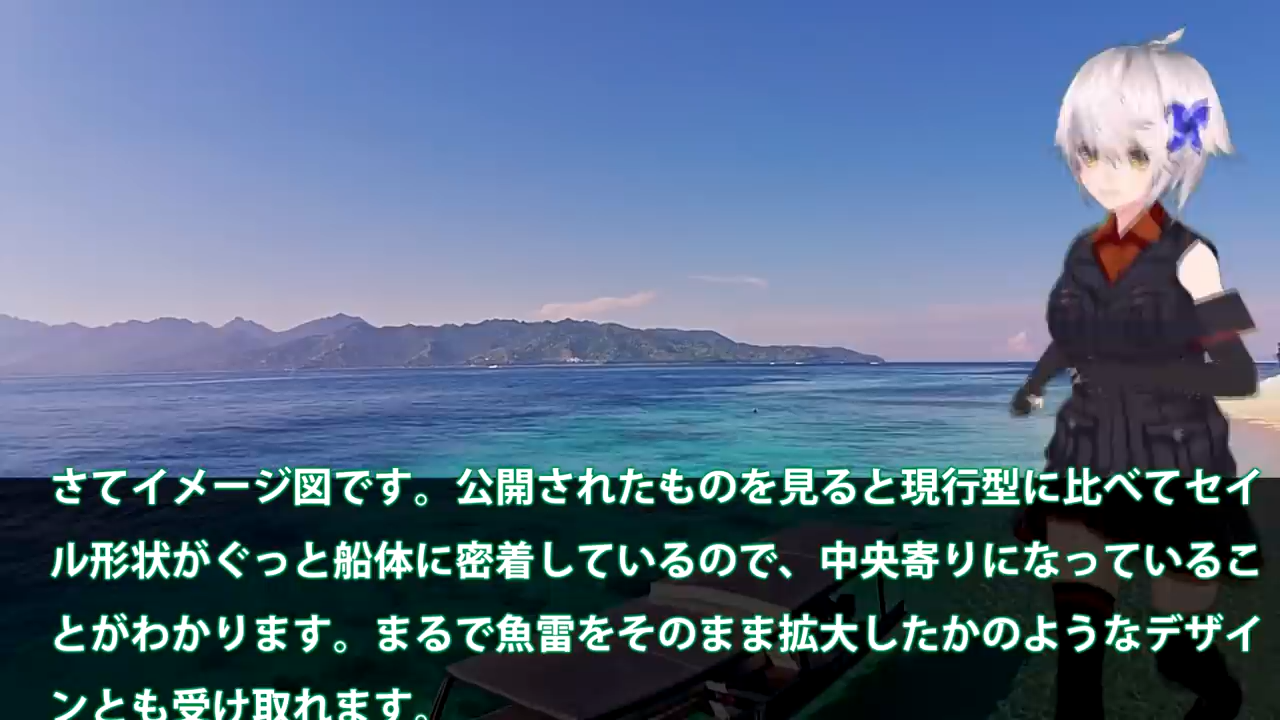 さてイメージ図です。公開されたものを見ると現行型に比べてセイ
ル形状がぐっと船体に密着しているので、中央寄りになっているこ
とがわかります。まるで魚雷をそのまま拡大したかのようなデザイ
ンとも受け取れます。